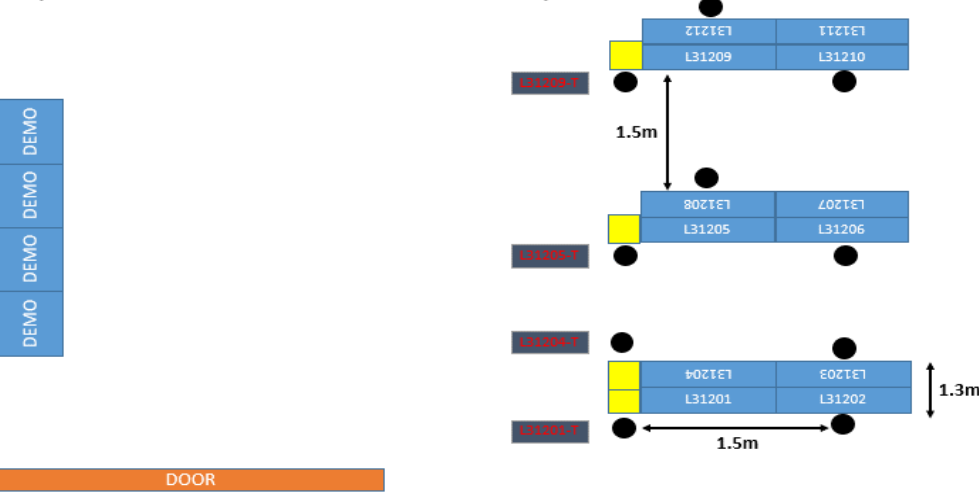 L31212 L31211
L31209 L31210
L31209-T
1.5m
DEMO
DEMO
DEMO
DEMO
L31208 L31207
L31205 L31206
L31205-T
L31204-T
L31204 L31203
L31201 L31202
1.3m
L31201-T
1.5m
DOOR